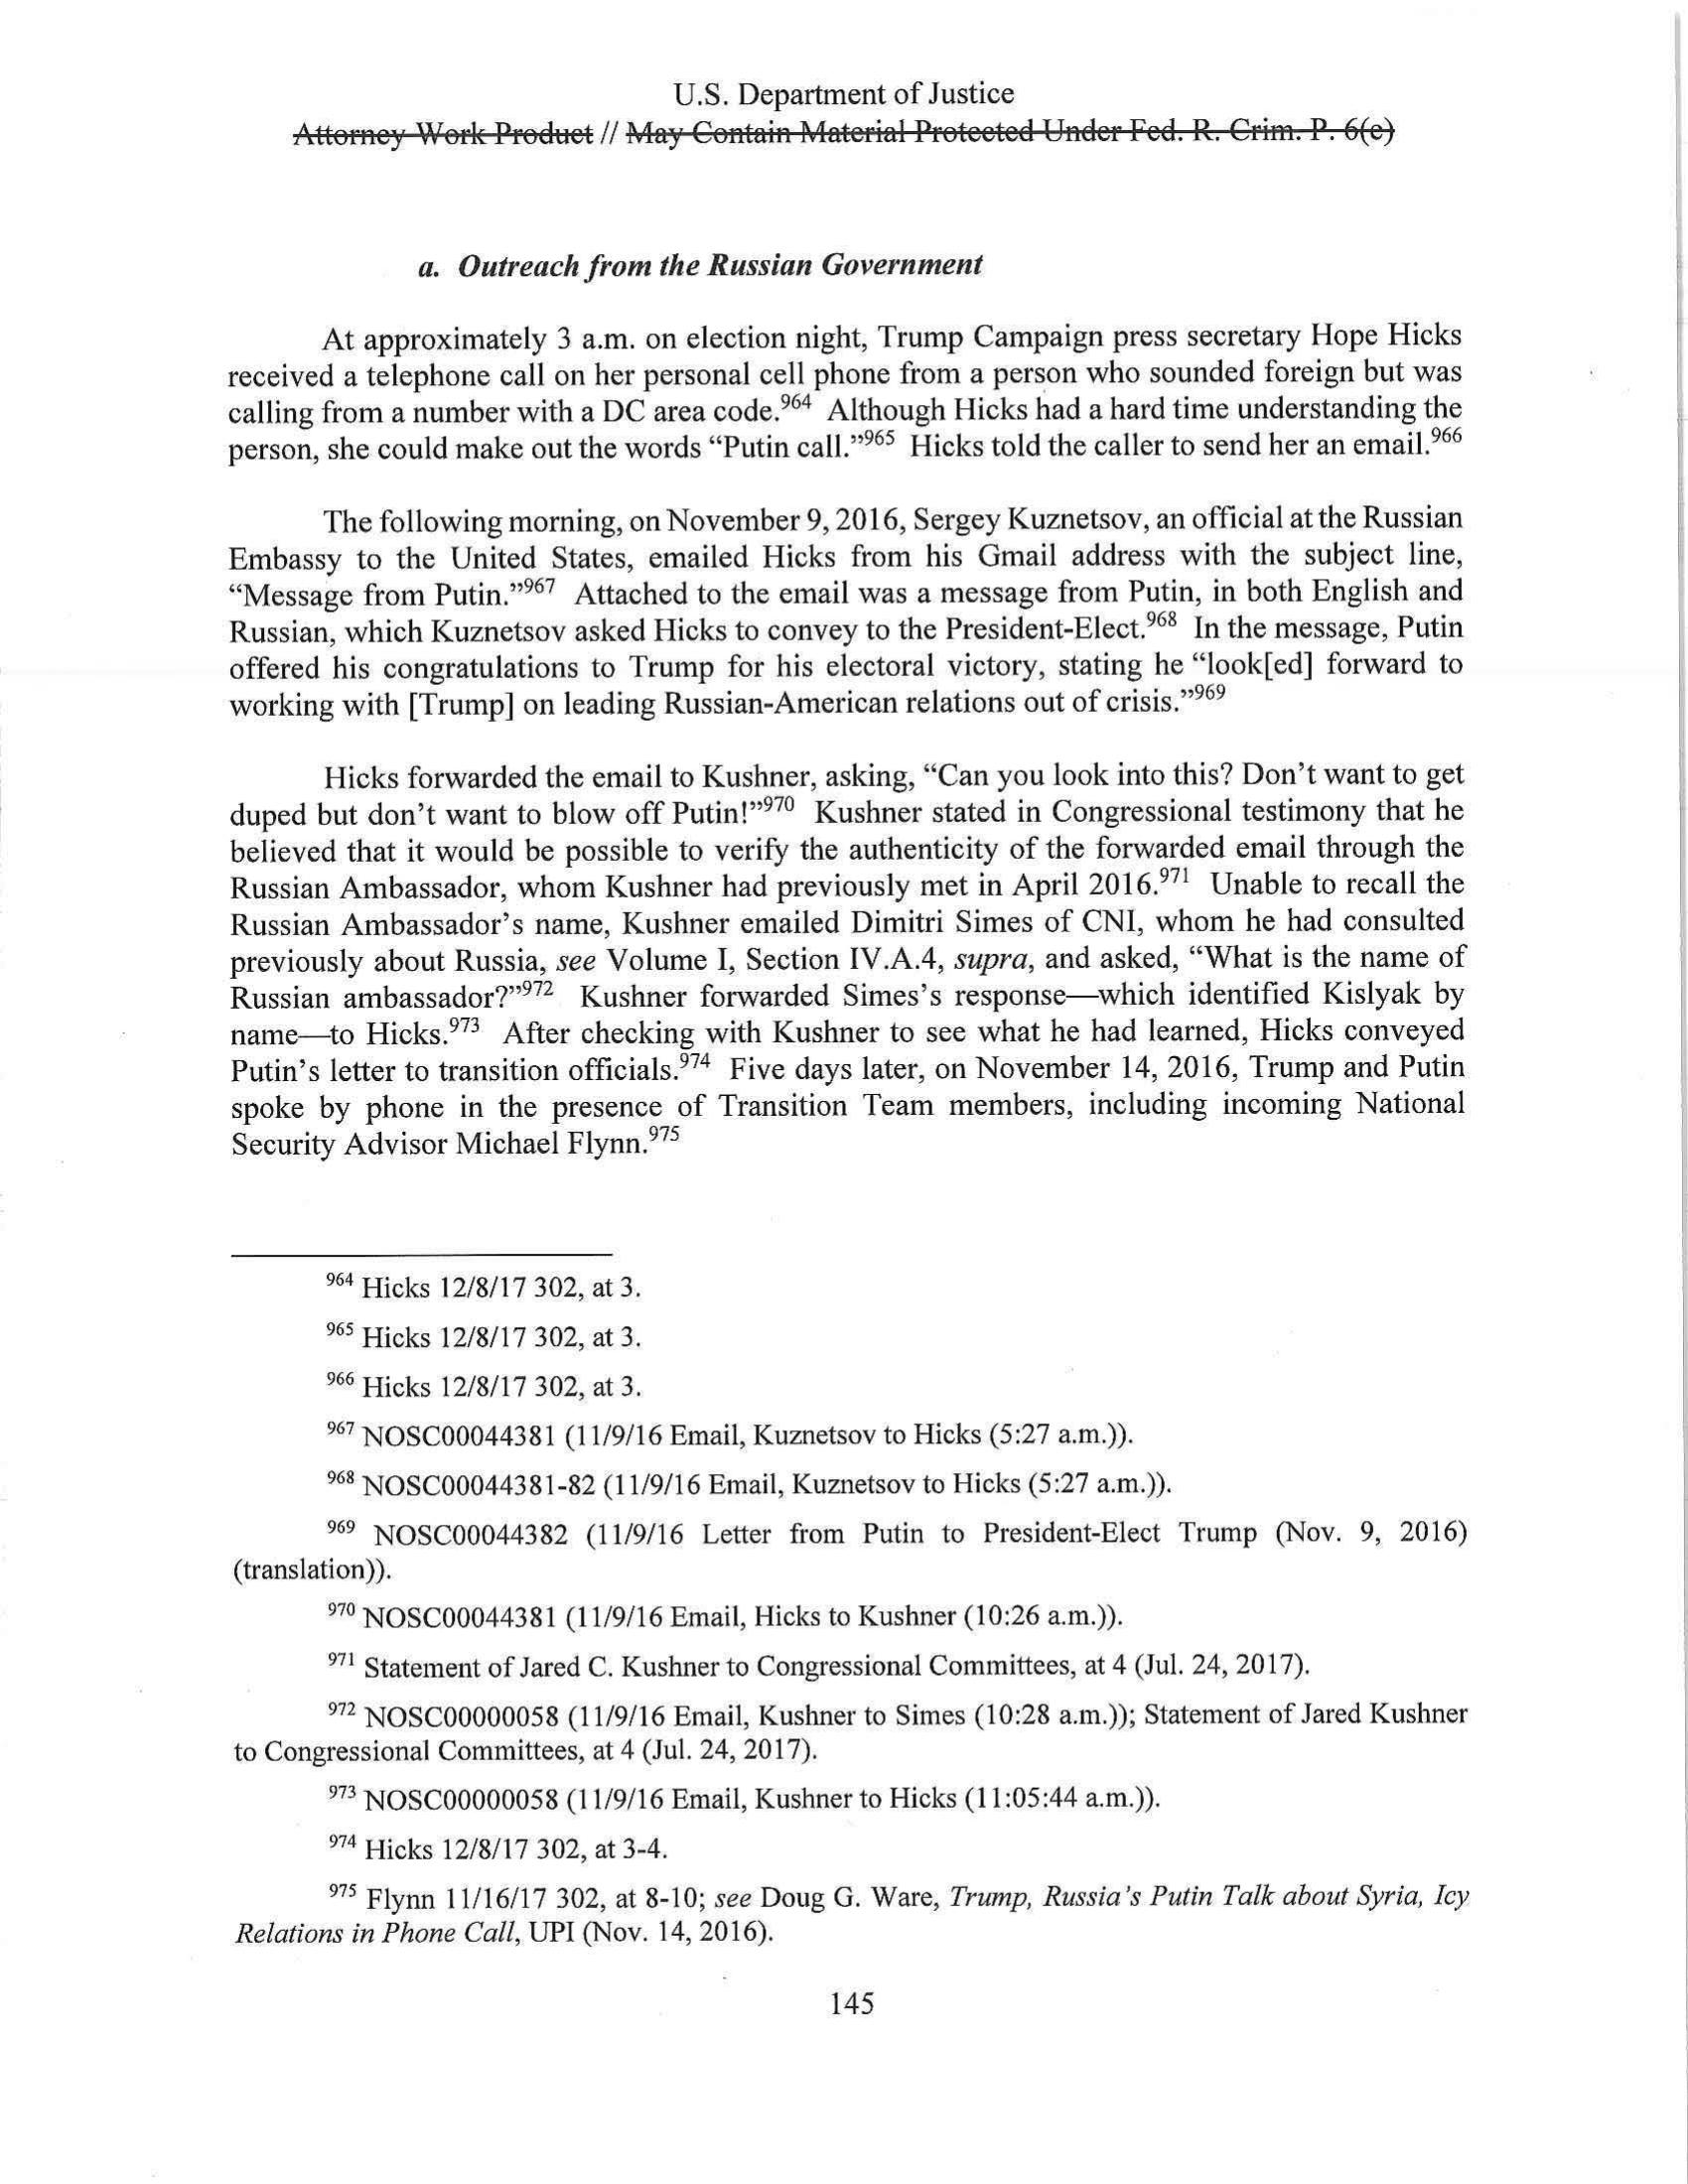 U.S. Department of Justice
Attorney Work Product // May Contain Material Protected Under Fed. R. Crim. P. 6(e)
a. Outreach from the Russian Government
At approximately 3 a.m. on election night, Trump Campaign press secretary Hope Hicks
received a telephone call on her personal cell phone from a person who sounded foreign but was
calling from a number with a DC area code.964 Although Hicks had a hard time understanding the
person, she could make out the words “Putin call.”965 Hicks told the caller to send her an email.966
The following morning, on November 9, 2016, Sergey Kuznetsov, an official at the Russian
Embassy to the United States, emailed Hicks from his Gmail address with the subject line,
“Message from Putin.”967 Attached to the email was a message from Putin, in both English and
Russian, which Kuznetsov asked Hicks to convey to the President-Elect.968 In the message, Putin
offered his congratulations to Trump for his electoral victory, stating he “look[ed] forward to
working with [Trump] on leading Russian-American relations out of crisis.”969
Hicks forwarded the email to Kushner, asking, “Can you look into this? Don’t want to get
duped but don’t want to blow off Putin!”970 Kushner stated in Congressional testimony that he
believed that it would be possible to verify the authenticity of the forwarded email through the
Russian Ambassador, whom Kushner had previously met in April 2016.971 Unable to recall the
Russian Ambassador’s name, Kushner emailed Dimitri Simes of CNI, whom he had consulted
previously about Russia, see Volume I, Section IV.A.4, supra, and asked, “What is the name of
Russian ambassador?”972 Kushner forwarded Simes’s response—which identified Kislyak by
name—to Hicks.973 After checking with Kushner to see what he had learned, Hicks conveyed
Putin’s letter to transition officials.974 Five days later, on November 14, 2016, Trump and Putin
spoke by phone in the presence of Transition Team members, including incoming National
Security Advisor Michael Flynn.975
964 Hicks 12/8/17 302, at 3.
965 Hicks 12/8/17 302, at 3.
966 Hicks 12/8/17 302, at 3.
967 NOSC00044381 (11/9/16 Email, Kuznetsov to Hicks (5:27 a.m.)).
968 NOSC00044381-82 (11/9/16 Email, Kuznetsov to Hicks (5:27 a.m.)).
969 NOSC00044382 (11/9/16 Letter from Putin to President-Elect Trump (Nov. 9, 2016)
(translation)).
970 NOSC00044381 (11/9/16 Email, Hicks to Kushner (10:26 a.m.)).
971 Statement of Jared C. Kushner to Congressional Committees, at 4 (Jul. 24, 2017).
972 NOSC00000058 (11/9/16 Email, Kushner to Simes (10:28 a.m.)); Statement of Jared Kushner
to Congressional Committees, at 4 (Jul. 24, 2017).
973 NOSC00000058 (11/9/16 Email, Kushner to Hicks (11:05:44 a.m.)).
974 Hicks 12/8/17 302, at 3-4.
975 Flynn 11/16/17 302, at 8-10; see Doug G. Ware, Trump, Russia’s Putin Talk about Syria, Icy
Relations in Phone Call, UPI (Nov. 14, 2016).
145